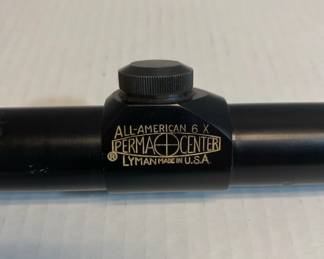 ALL-AMERICAN 6 X
PERMA CENTER
® LYMAN MADE IN U.S.A.